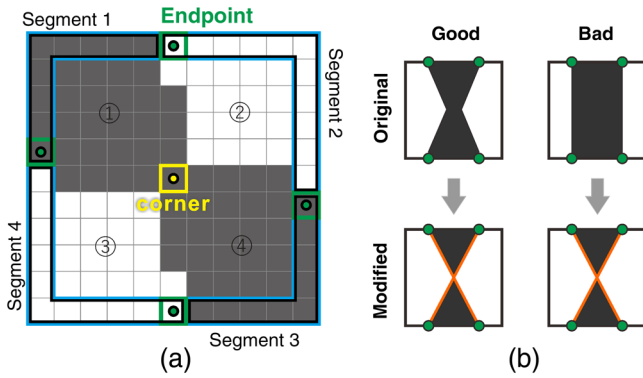 Segment 1
Endpoint
Segment 2
①
②
corner
③
④
Segment 4
Segment 3
(a)
Good
Bad
Original
Modified
(b)